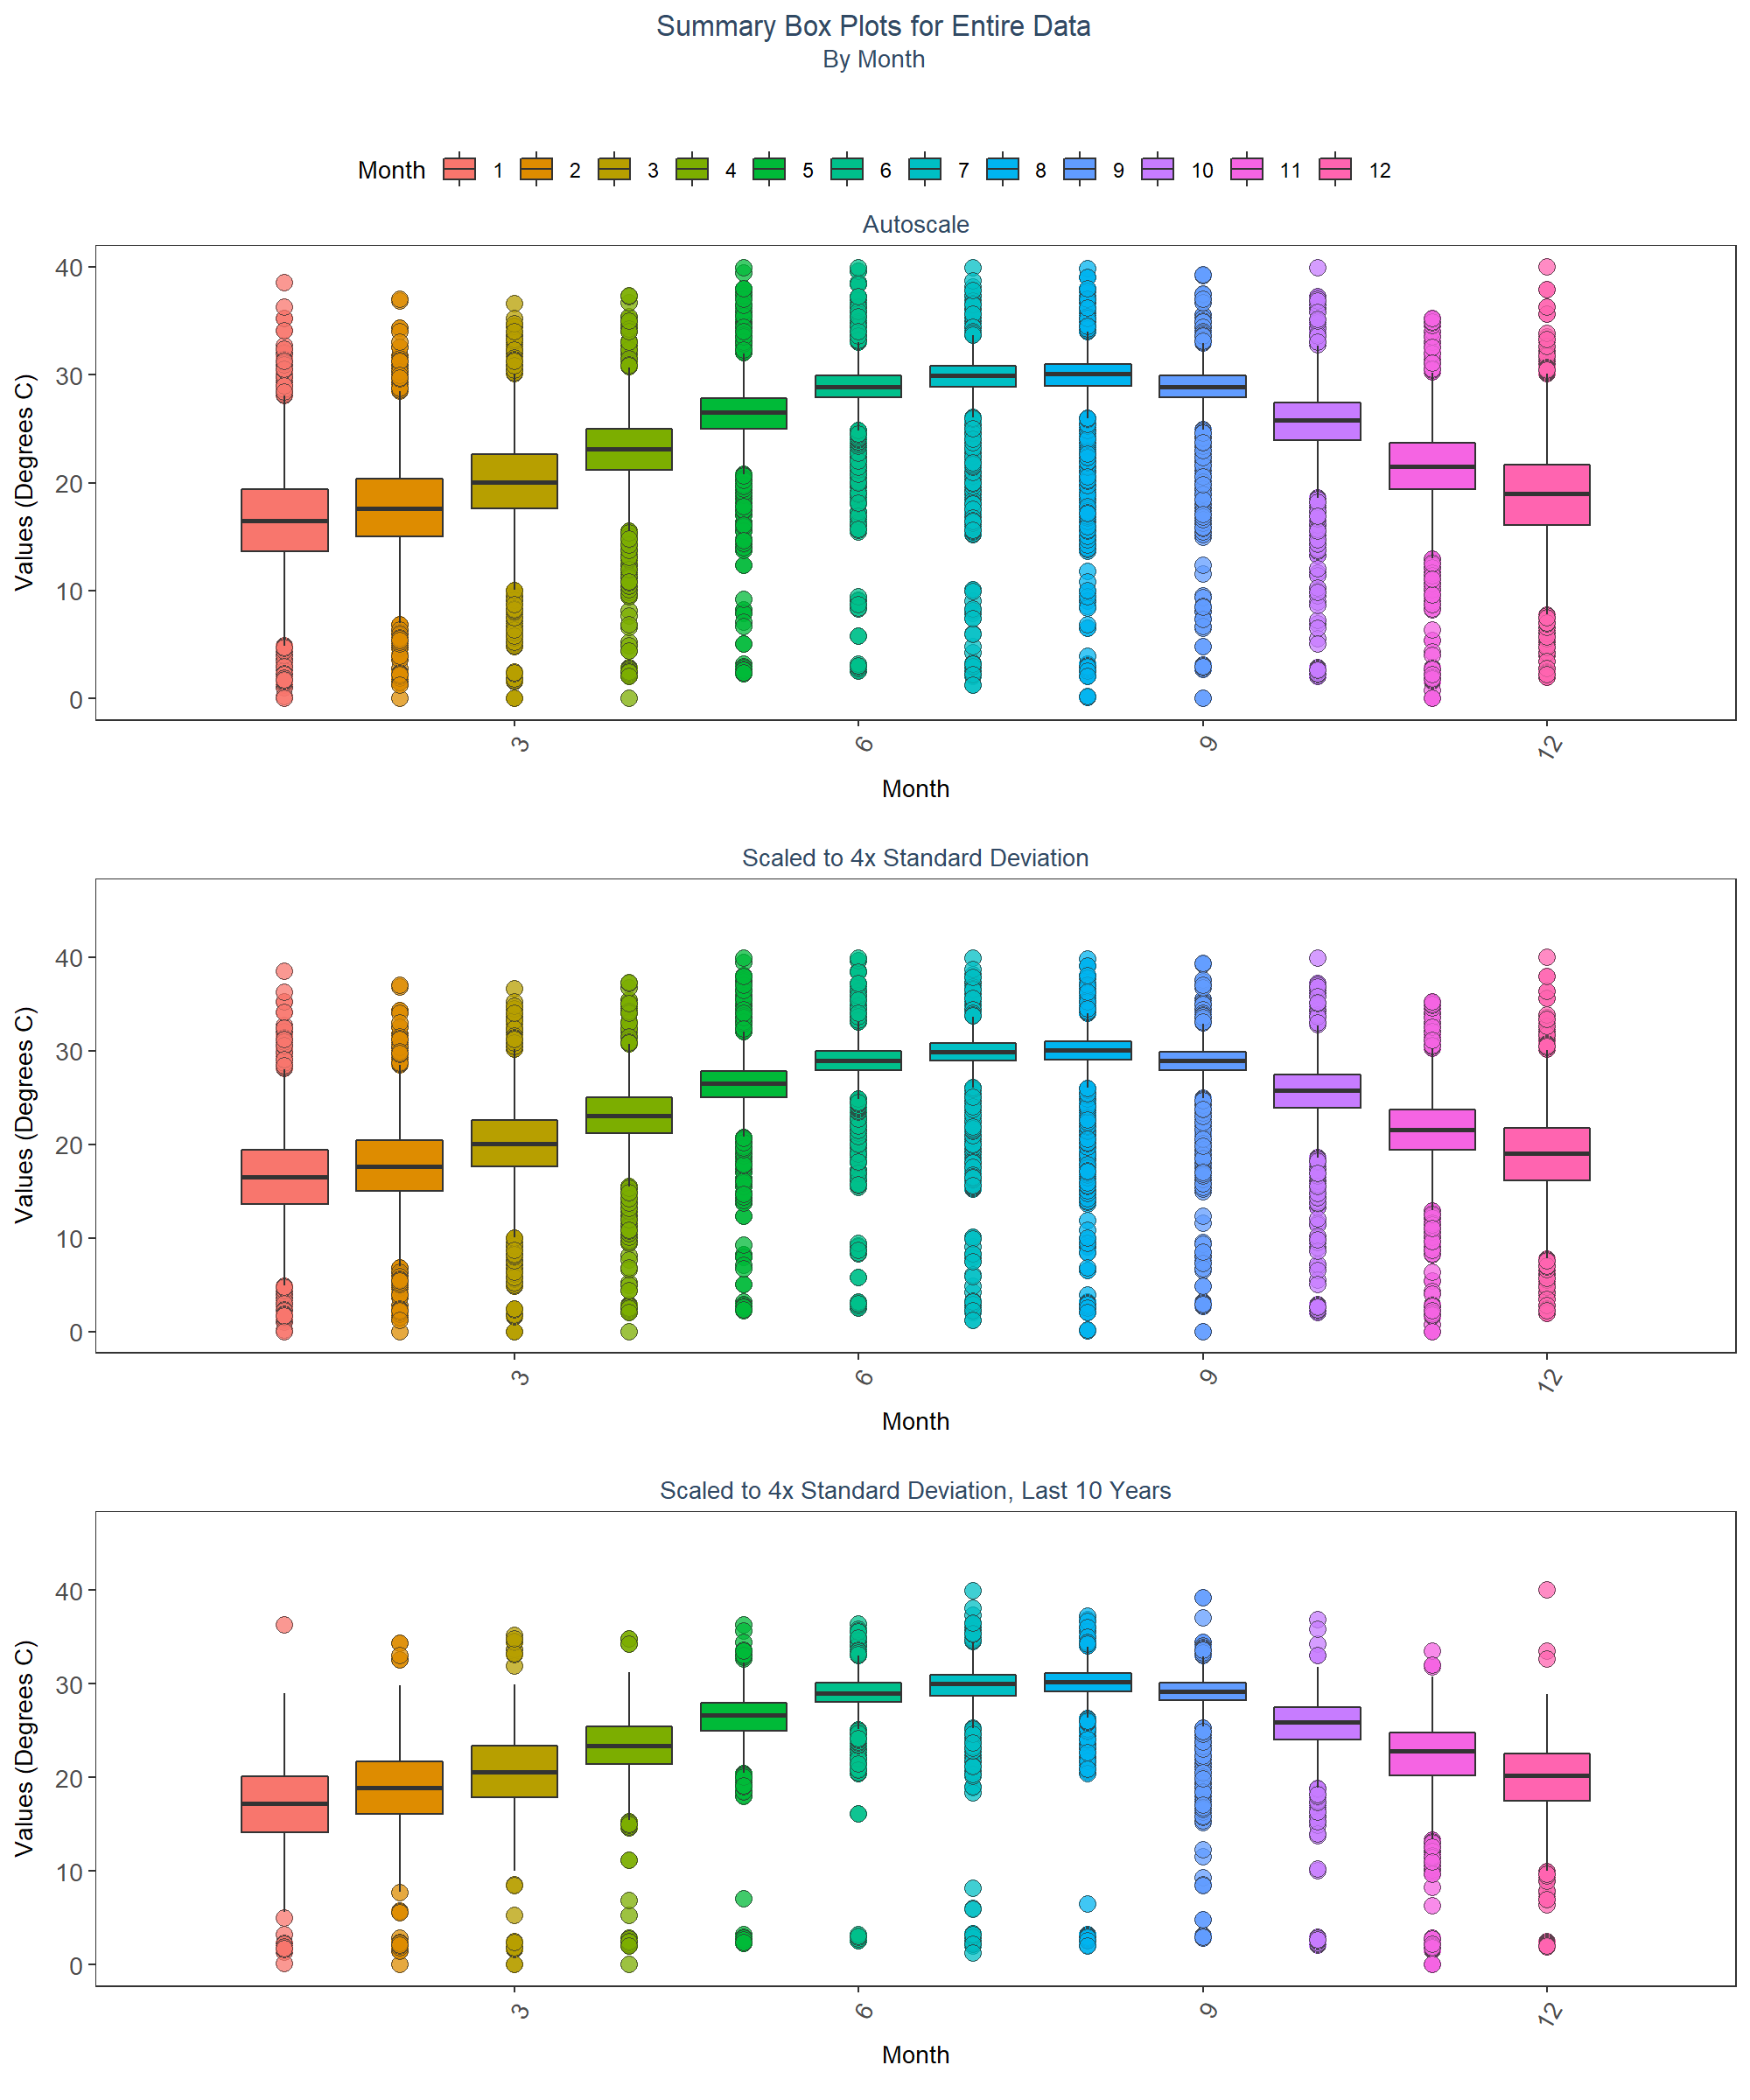 Summary Box Plots for Entire Data
By Month
Month 1 2 3 4 5 6 7 8 9 10 11 12
Autoscale
Values (Degrees C)
40
30
20
10
0
3 6 9 12
Month
Scaled to 4x Standard Deviation
Values (Degrees C)
40
30
20
10
0
3 6 9 12
Month
Scaled to 4x Standard Deviation, Last 10 Years
Values (Degrees C)
40
30
20
10
0
3 6 9 12
Month